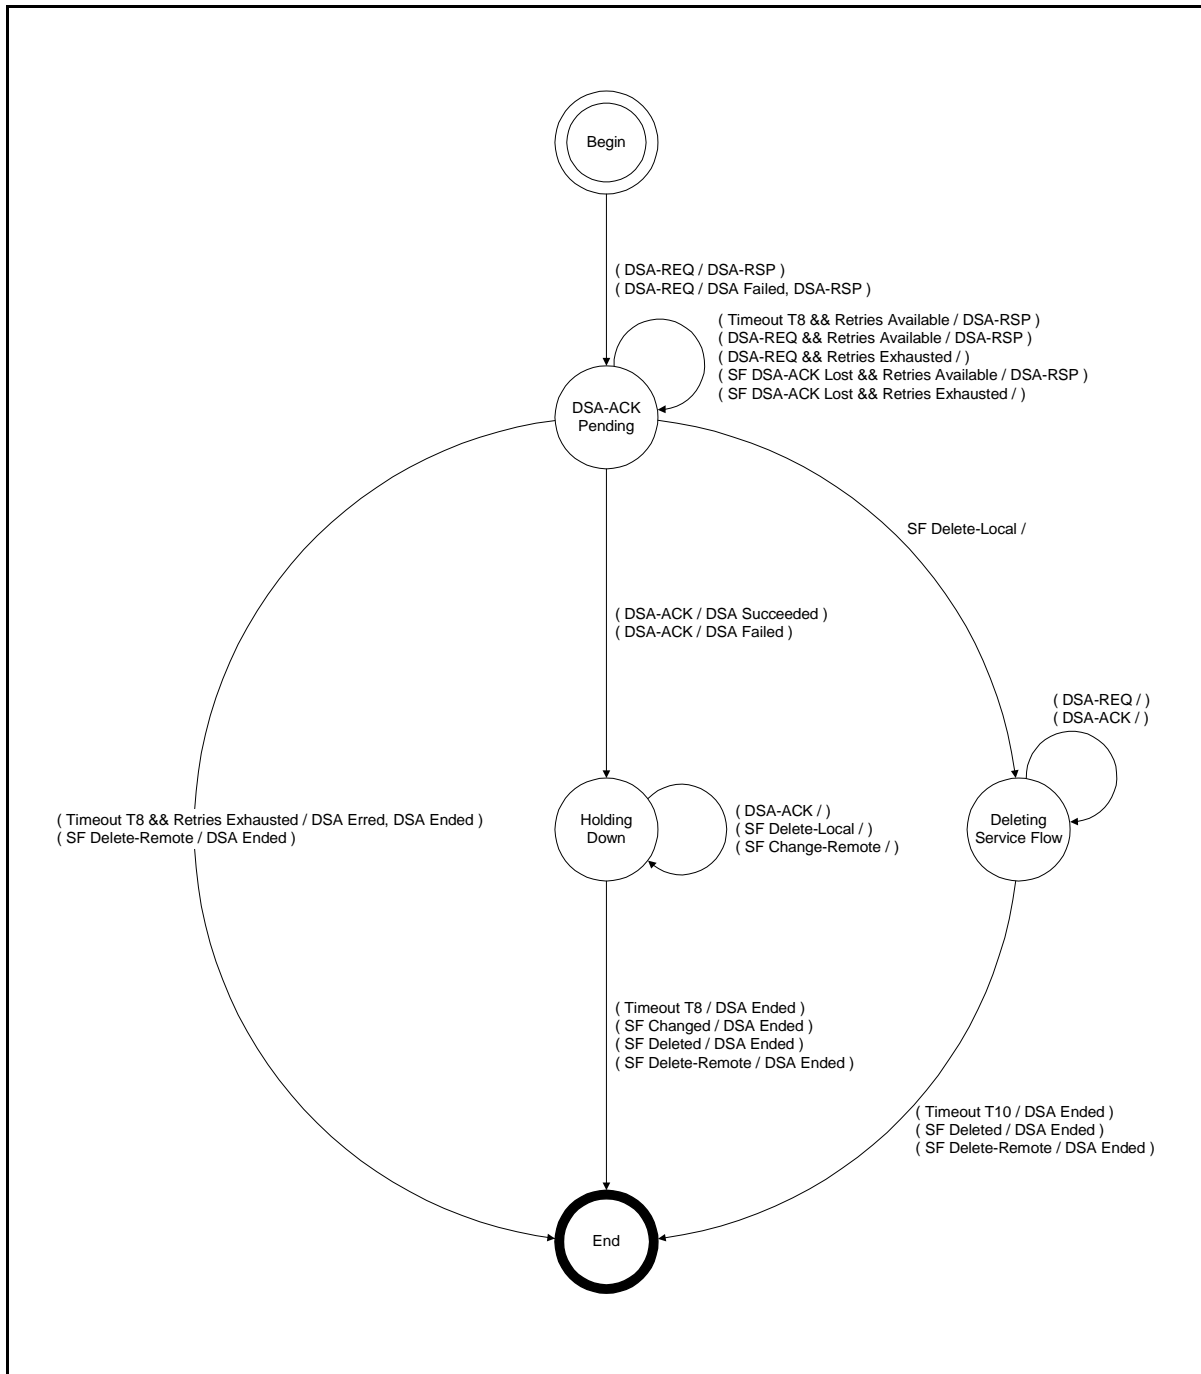 Begin
( DSA-REQ / DSA-RSP )
( DSA-REQ / DSA Failed, DSA-RSP )
( Timeout T8 && Retries Available / DSA-RSP )
( DSA-REQ && Retries Available / DSA-RSP )
( DSA-REQ && Retries Exhausted / )
( SF DSA-ACK Lost && Retries Available / DSA-RSP )
( SF DSA-ACK Lost && Retries Exhausted / )
DSA-ACK
Pending
SF Delete-Local /
( DSA-ACK / DSA Succeeded )
( DSA-ACK / DSA Failed )
( DSA-REQ / )
( DSA-ACK / )
( Timeout T8 && Retries Exhausted / DSA Erred, DSA Ended )
( SF Delete-Remote / DSA Ended )
Holding
Down
( DSA-ACK / )
( SF Delete-Local / )
( SF Change-Remote / )
Deleting
Service Flow
( Timeout T8 / DSA Ended )
( SF Changed / DSA Ended )
( SF Deleted / DSA Ended )
( SF Delete-Remote / DSA Ended )
( Timeout T10 / DSA Ended )
( SF Deleted / DSA Ended )
( SF Delete-Remote / DSA Ended )
End